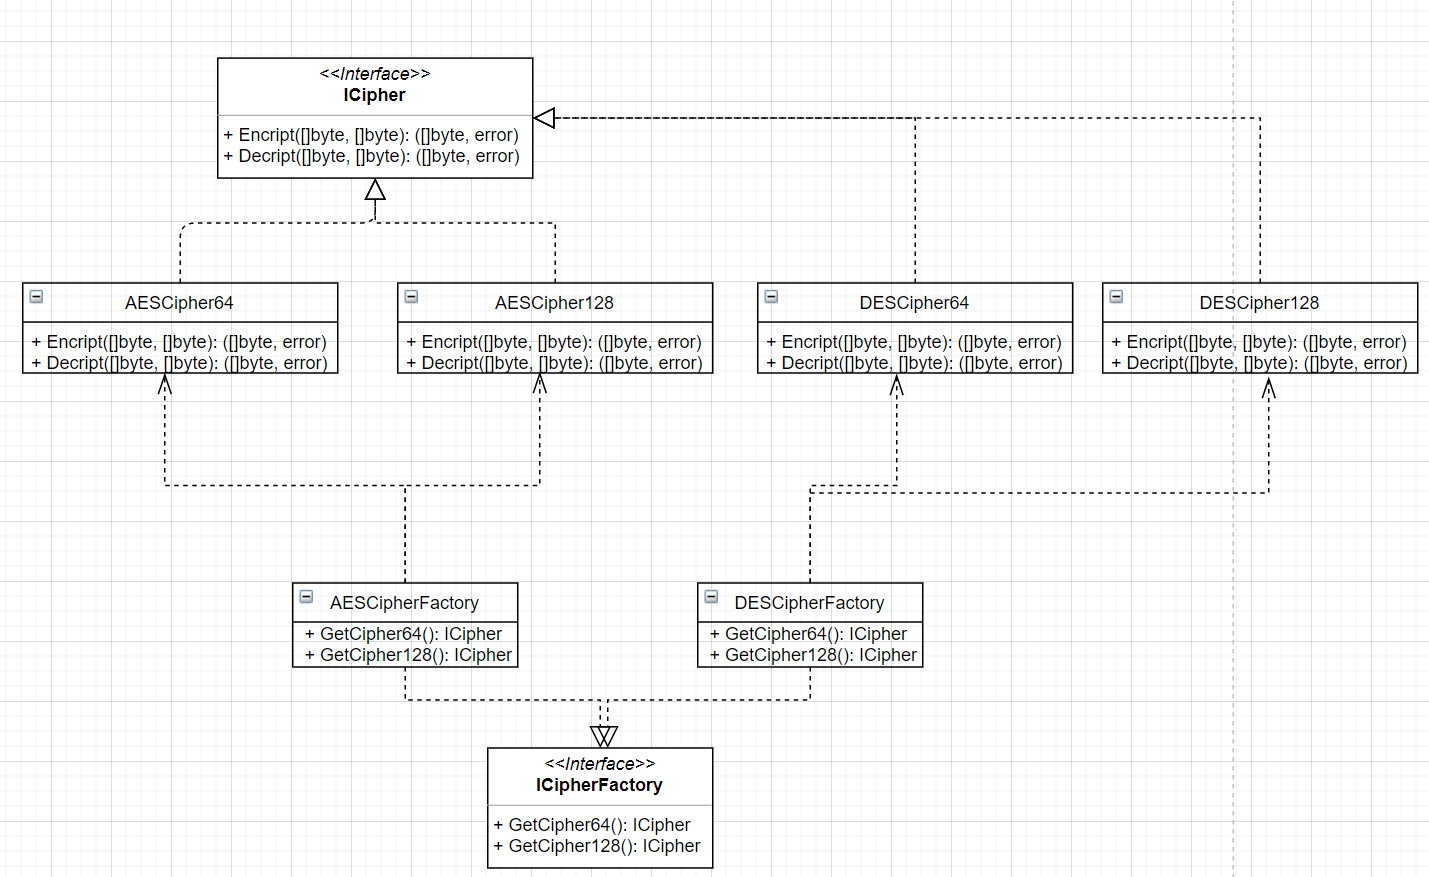 <<Interface>>
ICipher
+ Encript([]byte, []byte): ([]byte, error)
+ Decript([]byte, []byte): ([]byte, error)
AESCipher64
+ Encript([]byte, []byte): ([]byte, error)
+ Decript([]byte, []byte): ([]byte, error)
AESCipher128
+ Encript([]byte, []byte): ([]byte, error)
+ Decript([]byte, []byte): ([]byte, error)
DESCipher64
+ Encript([]byte, []byte): ([]byte, error)
+ Decript([]byte, []byte): ([]byte, error)
DESCipher128
+ Encript([]byte, []byte): ([]byte, error)
+ Decript([]byte, []byte): ([]byte, error)
AESCipherFactory
+ GetCipher64(): ICipher
+ GetCipher128(): ICipher
DESCipherFactory
+ GetCipher64(): ICipher
+ GetCipher128(): ICipher
<<Interface>>
ICipherFactory
+ GetCipher64(): ICipher
+ GetCipher128(): ICipher